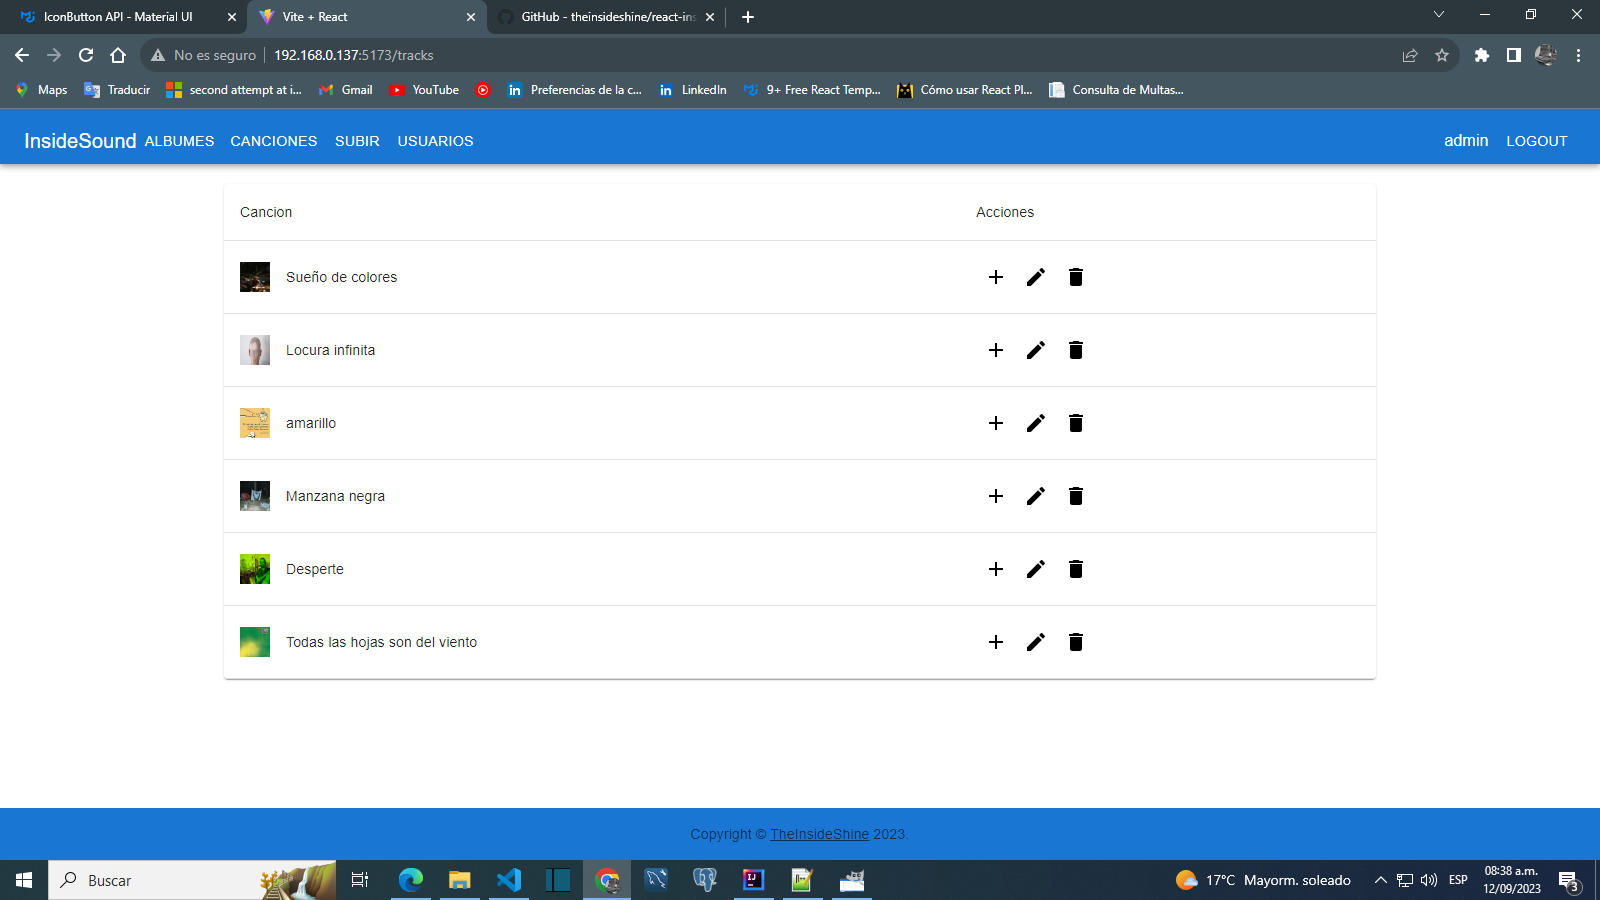 IconButton API - Material UI
Vite + React
GitHub - theinsideshine/react-ins
No es seguro
192.168.0.137:5173/tracks
Maps
Traducir
second attempt at i...
Gmail
YouTube
Preferencias de la c...
LinkedIn
9+ Free React Temp...
Cómo usar React Pl...
Consulta de Multas...
InsideSound
ALBUMES
CANCIONES
SUBIR
USUARIOS
admin
LOGOUT
Cancion
Acciones
Sueño de colores
Locura infinita
amarillo
Manzana negra
Desperte
Todas las hojas son del viento
Copyright © TheInsideShine 2023.
Buscar
17°C Mayorm. soleado
ESP
08:38 a.m.
12/09/2023
3